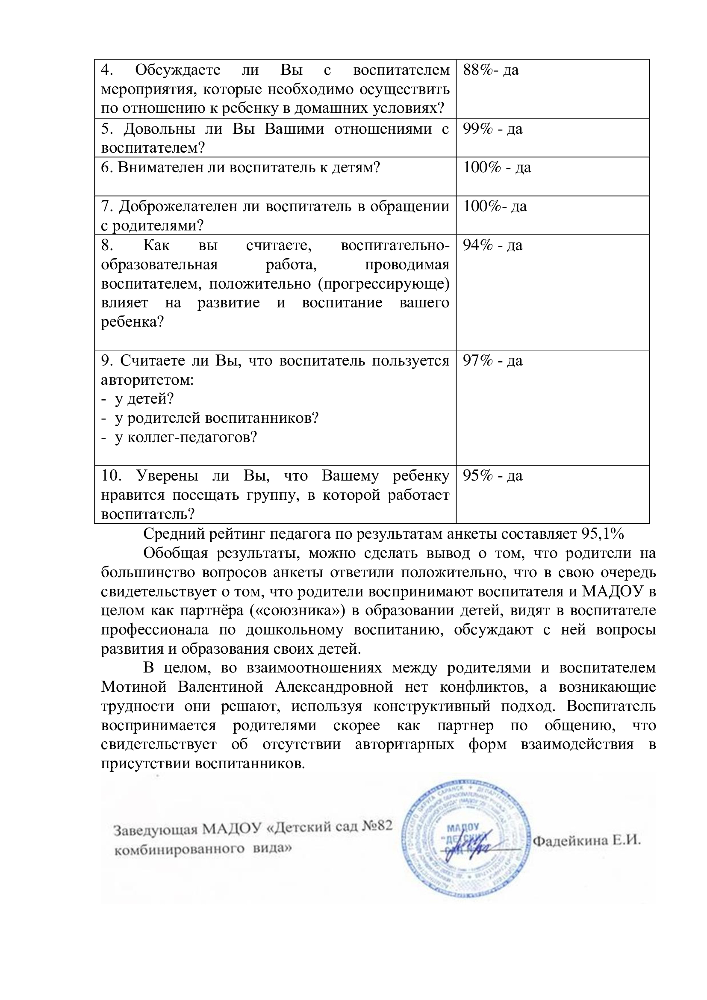 4. Обсуждаете ли Вы с воспитателем
мероприятия, которые необходимо осуществить
по отношению к ребенку в домашних условиях?
88%- да
5. Довольны ли Вы Вашими отношениями с
воспитателем?
99% - да
6. Внимателен ли воспитатель к детям?
100% - да
7. Доброжелателен ли воспитатель в обращении
с родителями?
100%- да
8. Как вы считаете, воспитательно-
образовательная работа, проводимая
воспитателем, положительно (прогрессирующе)
влияет на развитие и воспитание вашего
ребенка?
94% - да
9. Считаете ли Вы, что воспитатель пользуется
авторитетом:
- у детей?
- у родителей воспитанников?
- у коллег-педагогов?
97% - да
10. Уверены ли Вы, что Вашему ребенку
нравится посещать группу, в которой работает
воспитатель?
95% - да
Средний рейтинг педагога по результатам анкеты составляет 95,1%
Обобщая результаты, можно сделать вывод о том, что родители на
большинство вопросов анкеты ответили положительно, что в свою очередь
свидетельствует о том, что родители воспринимают воспитателя и МАДОУ в
целом как партнёра («союзника») в образовании детей, видят в воспитателе
профессионала по дошкольному воспитанию, обсуждают с ней вопросы
развития и образования своих детей.
В целом, во взаимоотношениях между родителями и воспитателем
Мотиной Валентиной Александровной нет конфликтов, а возникающие
трудности они решают, используя конструктивный подход. Воспитатель
воспринимается родителями скорее как партнер по общению, что
свидетельствует об отсутствии авторитарных форм взаимодействия в
присутствии воспитанников.
Заведующая МАДОУ «Детский сад №82
комбинированного вида»
ГОРОДСКОГО ОКРУГА САРАНСК * ДЕПАРТАМЕНТ ПО
МАДОУ
"ДЕТСКИЙ
Фадейкина Е.И.